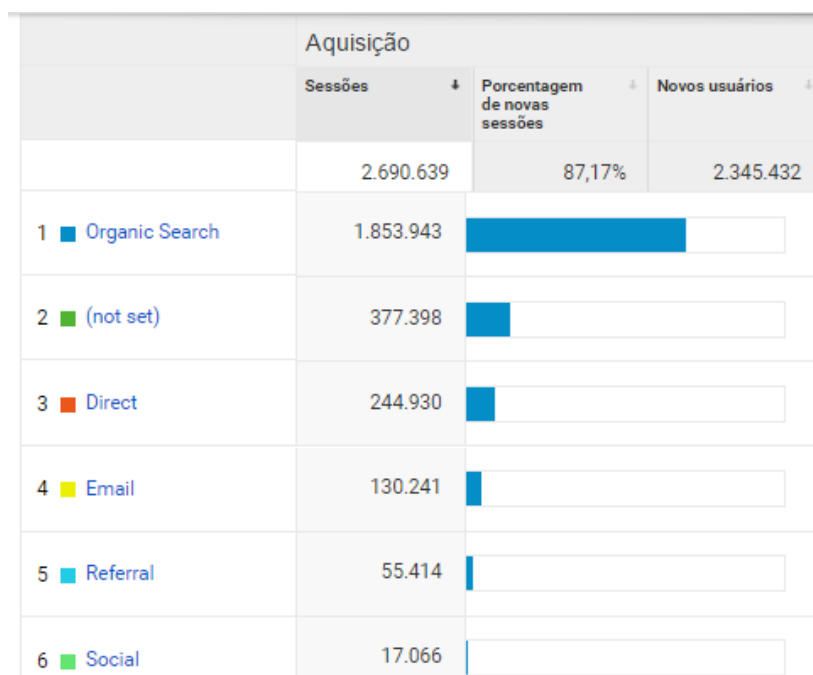 Aquisição
Sessões
Porcentagem
de novas
sessões
Novos usuários
2.690.639 87,17% 2.345.432
1 Organic Search 1.853.943
2 (not set) 377.398
3 Direct 244.930
4 Email 130.241
5 Referral 55.414
6 Social 17.066